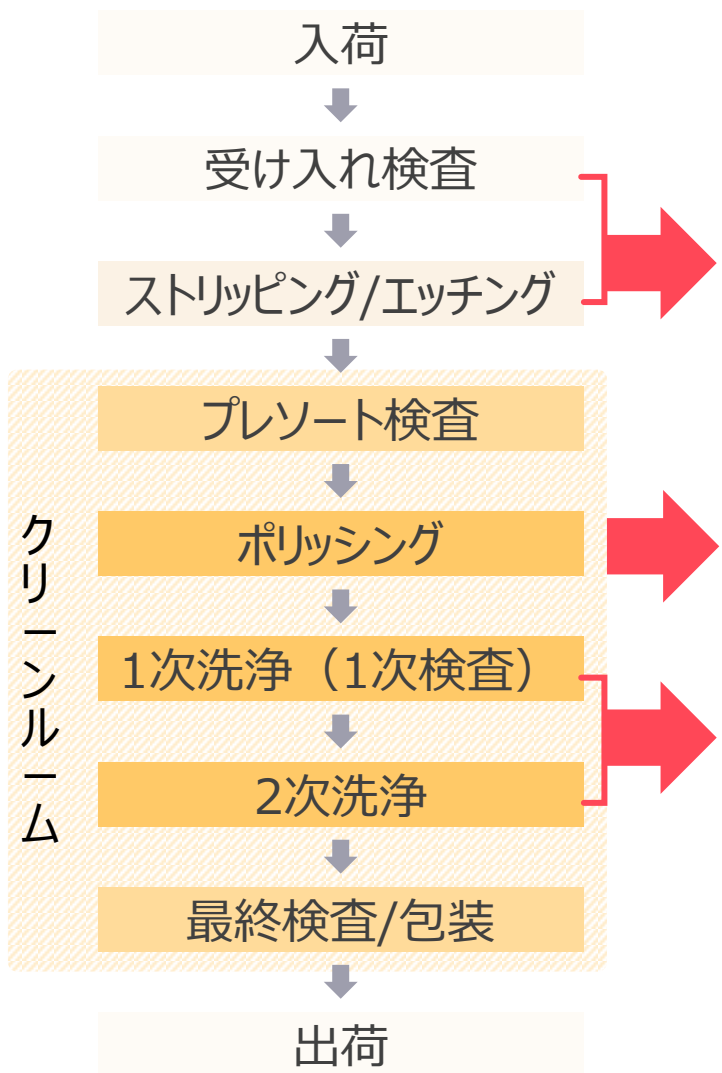 入荷
受け入れ検査
ストリッピング/エッチング
クリーンルーム
プレソート検査
ポリッシング
1次洗浄（1次検査）
2次洗浄
最終検査/包装
出荷